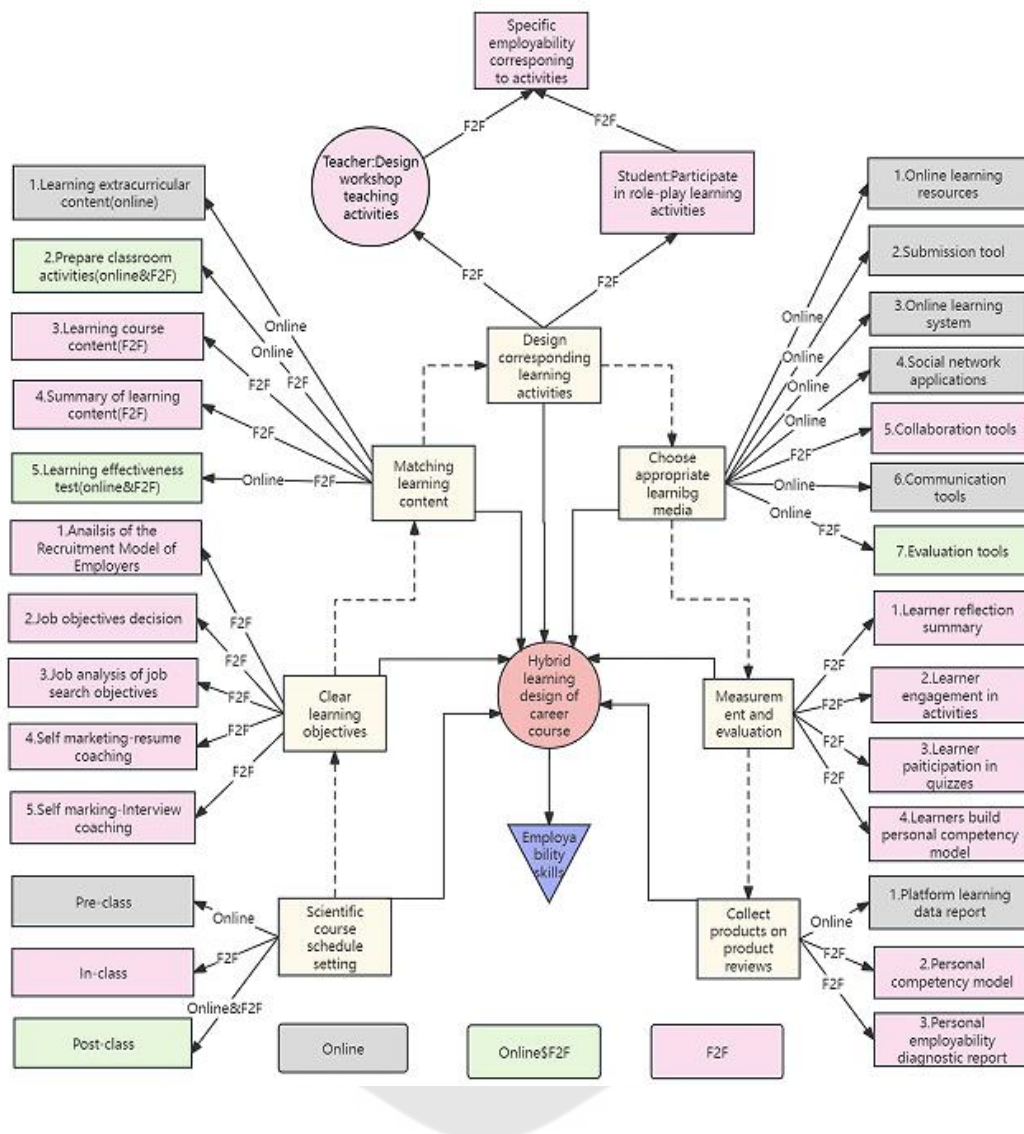 Specific
employability
corresponing
to activities
F2F
F2F
Teacher:Design
workshop
teaching
activities
Student:Participate
in role-play learning
activities
F2F
F2F
Design
corresponding
learning
activities
1.Learning extracurricular
content(online)
2.Prepare classroom
activities(online&F2F)
3.Learning course
content(F2F)
4.Summary of learning
content(F2F)
5.Learning effectiveness
test(online&F2F)
Online
Online
F2F
F2F
F2F
Online
F2F
Matching
learning
content
1.Online learning
resources
2.Submission tool
3.Online learning
system
4.Social network
applications
5.Collaboration tools
6.Communication
tools
7.Evaluation tools
Online
Online
Online
Online
F2F
Online
Online
F2F
Choose
appropriate
learnibg
media
1.Anailsis of the
Recruitment Model of
Employers
2.Job objectives decision
3.Job analysis of job
search objectives
4.Self marketing-resume
coaching
5.Self marking-Interview
coaching
F2F
F2F
F2F
F2F
F2F
Clear
learning
objectives
Hybrid
learning
design of
career
course
Measurem
ent and
evaluation
F2F
F2F
F2F
F2F
1.Learner reflection
summary
2.Learner
engagement in
activities
3.Learner
paiticipation in
quizzes
4.Learners build
personal competency
model
Employa
bility
skills
Pre-class
In-class
Post-class
Online
F2F
Online&F2F
Scientific
course
schedule
setting
Collect
products on
product
reviews
Online
F2F
F2F
1.Platform learning
data report
2.Personal
competency model
3.Personal
employability
diagnostic report
Online
Online$F2F
F2F